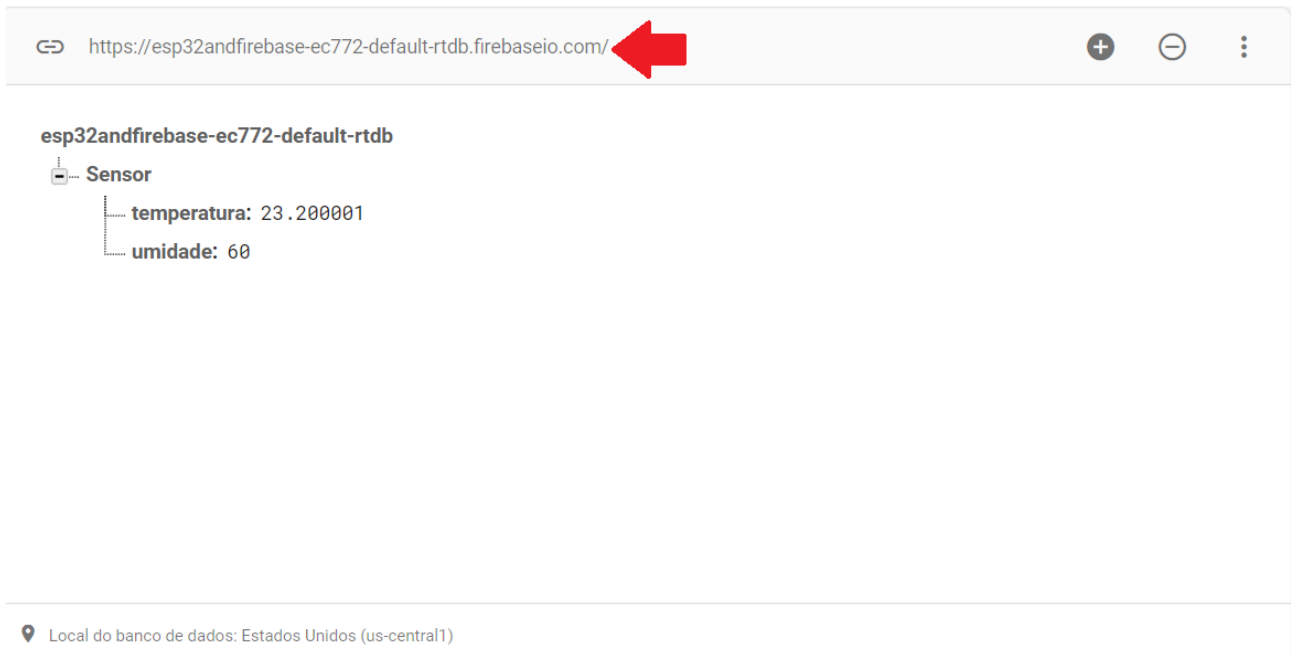 https://esp32andfirebase-ec772-default-rtdb.firebaseio.com/
esp32andfirebase-ec772-default-rtdb
Sensor
temperatura: 23.200001
umidade: 60
Local do banco de dados: Estados Unidos (us-central1)